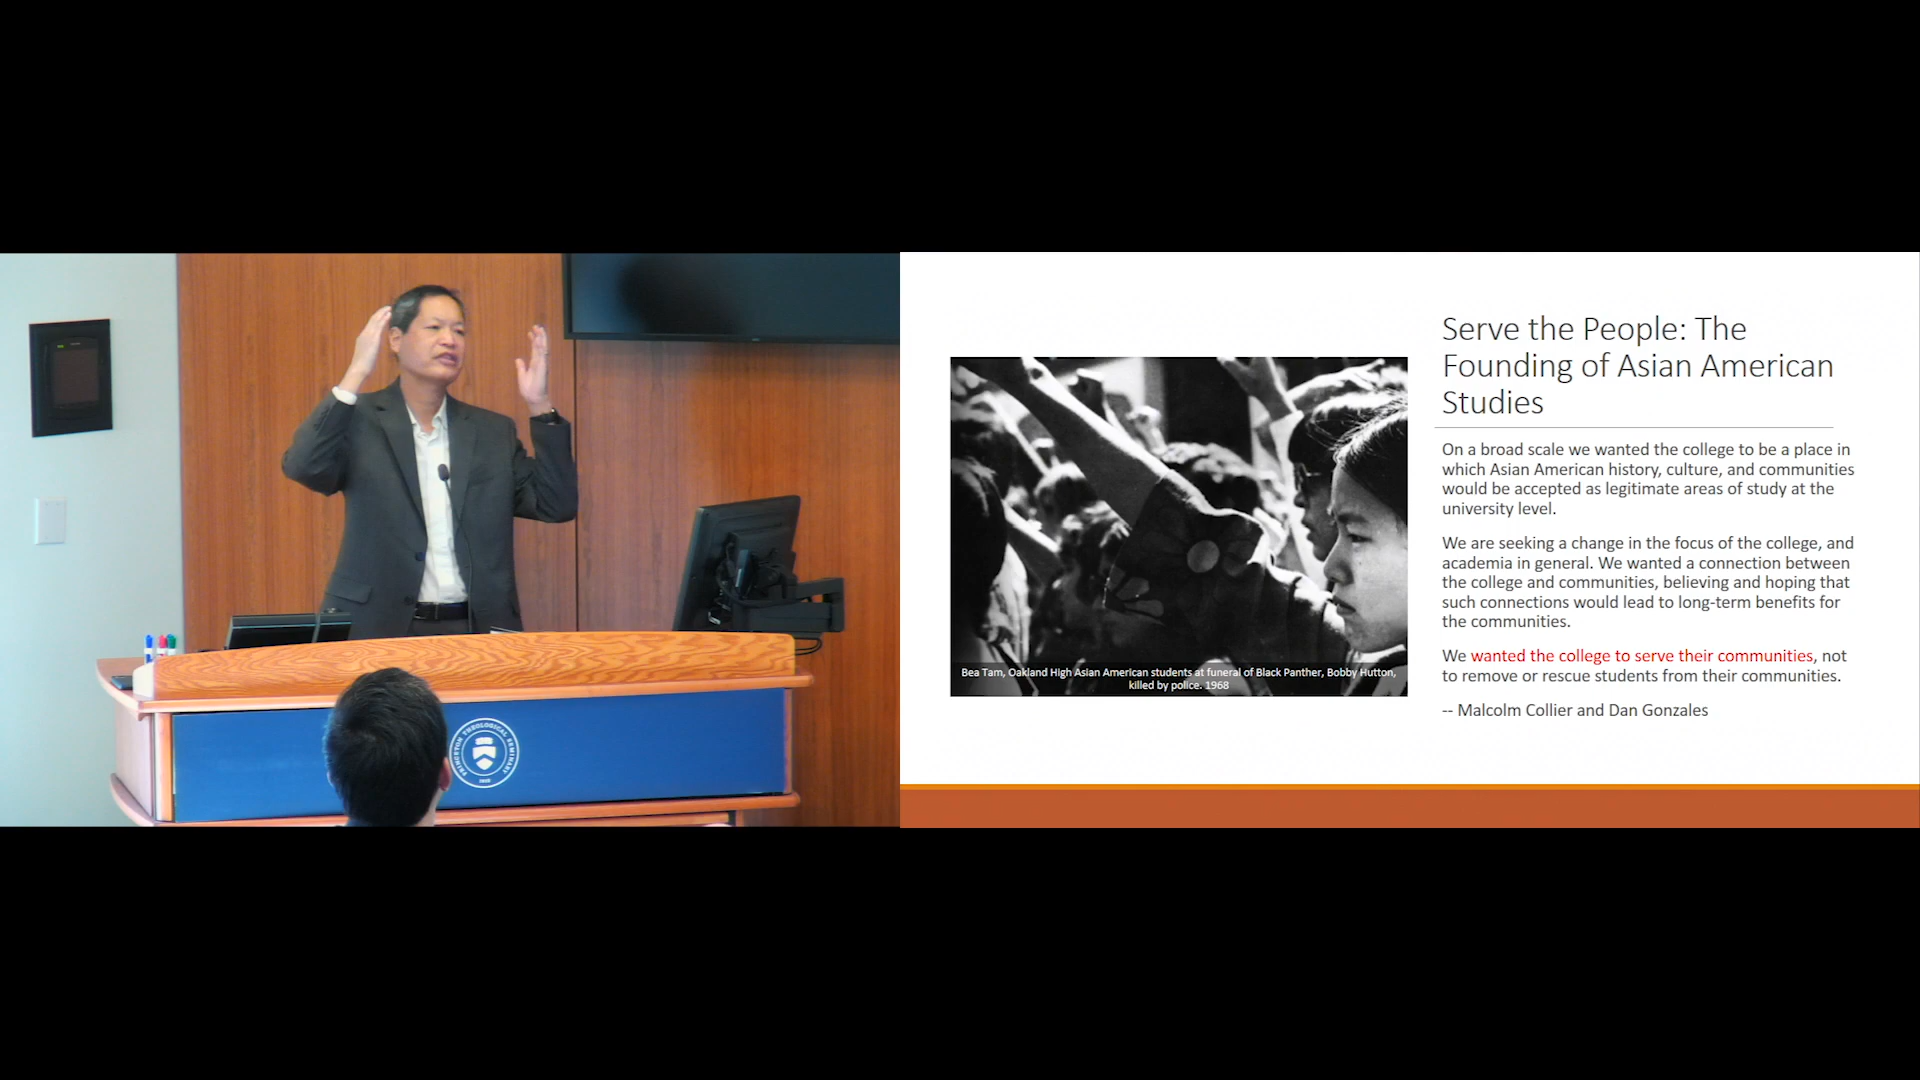 PRINCETON THEOLOGICAL SEMINARY
1812
Serve the People: The
Founding of Asian American
Studies
On a broad scale we wanted the college to be a place in
which Asian American history, culture, and communities
would be accepted as legitimate areas of study at the
university level.
We are seeking a change in the focus of the college, and
academia in general. We wanted a connection between
the college and communities, believing and hoping that
such connections would lead to long-term benefits for
the communities.
We wanted the college to serve their communities, not
to remove or rescue students from their communities.
-- Malcolm Collier and Dan Gonzales
Bea Tam, Oakland High Asian American students at funeral of Black Panther, Bobby Hutton,
killed by police. 1968